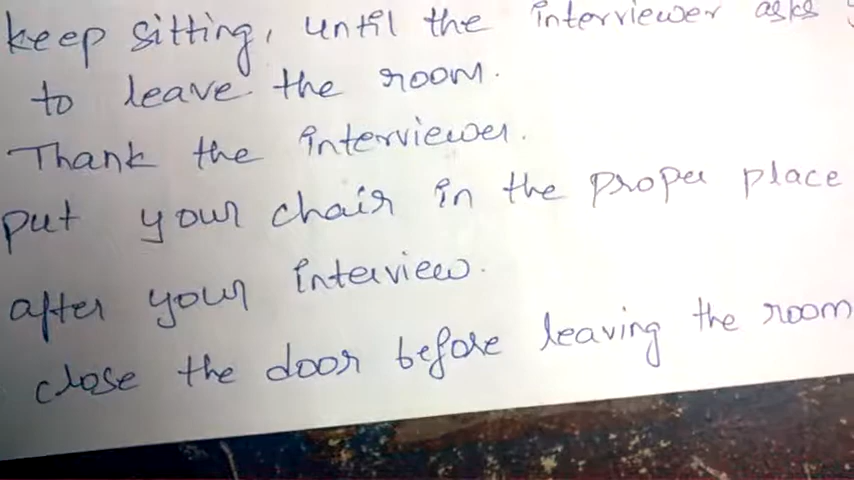 keep sitting, until the interviewer asks
to leave the room.
Thank the interviewer.
put your chair in the proper place
after your interview.
close the door before leaving the room